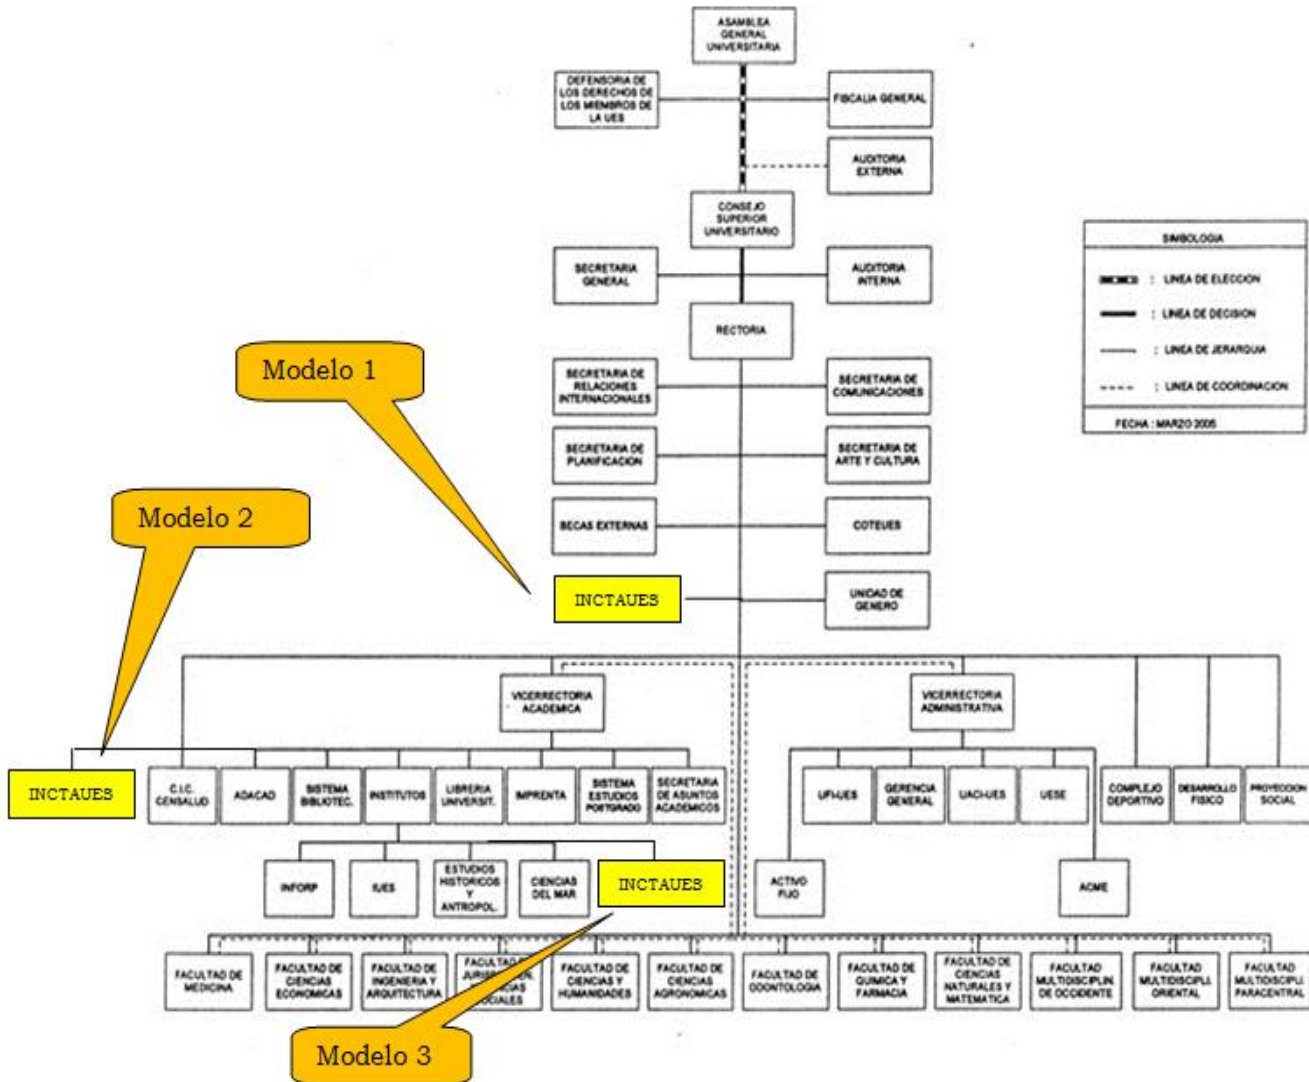 ASAMBLEA
GENERAL
UNIVERSITARIA
DEFENSORIA DE
LOS DERECHOS DE
LOS MIEMBROS DE
LA UES
FISCALIA GENERAL
AUDITORIA
EXTERNA
CONSEJO
SUPERIOR
UNIVERSITARIO
SECRETARIA
GENERAL
AUDITORIA
INTERNA
RECTORIA
SIMBOLOGIA
: LINEA DE ELECCION
: LINEA DE DECISION
: LINEA DE JERARQUIA
: LINEA DE COORDINACION
FECHA : MARZO 2005
Modelo 1
SECRETARIA DE
RELACIONES
INTERNACIONALES
SECRETARIA DE
COMUNICACIONES
SECRETARIA DE
PLANIFICACION
SECRETARIA DE
ARTE Y CULTURA
Modelo 2
BECAS EXTERNAS
COTEUES
INCTAUES
UNIDAD DE
GENERO
VICERRECTORIA
ACADEMICA
VICERRECTORIA
ADMINISTRATIVA
INCTAUES
C.I.C.
CENSALUD
ADACAD
SISTEMA
BIBLIOTEC.
INSTITUTOS
LIBRERIA
UNIVERSIT.
IMPRENTA
SISTEMA
ESTUDIOS
POSTGRADO
SECRETARIA
DE ASUNTOS
ACADEMICOS
UFI-UES
GERENCIA
GENERAL
UACI-UES
UESE
COMPLEJO
DEPORTIVO
DESARROLLO
FISICO
PROYECCION
SOCIAL
INFORP
IUES
ESTUDIOS
HISTORICOS
Y
ANTROPOL.
CIENCIAS
DEL MAR
INCTAUES
ACTIVO
FIJO
ACME
FACULTAD DE
MEDICINA
FACULTAD DE
CIENCIAS
ECONOMICAS
FACULTAD DE
INGENIERIA Y
ARQUITECTURA
FACULTAD
FACULTAD DE
CIENCIAS Y
HUMANIDADES
FACULTAD DE
CIENCIAS
AGRONOMICAS
FACULTAD DE
ODONTOLOGIA
FACULTAD DE
QUIMICA Y
FARMACIA
FACULTAD DE
CIENCIAS
NATURALES Y
MATEMATICA
FACULTAD
MULTIDISCIPLIN.
DE OCCIDENTE
FACULTAD
MULTIDISCIPLI.
ORIENTAL
FACULTAD
MULTIDISCIPLI.
PARACENTRAL
Modelo 3